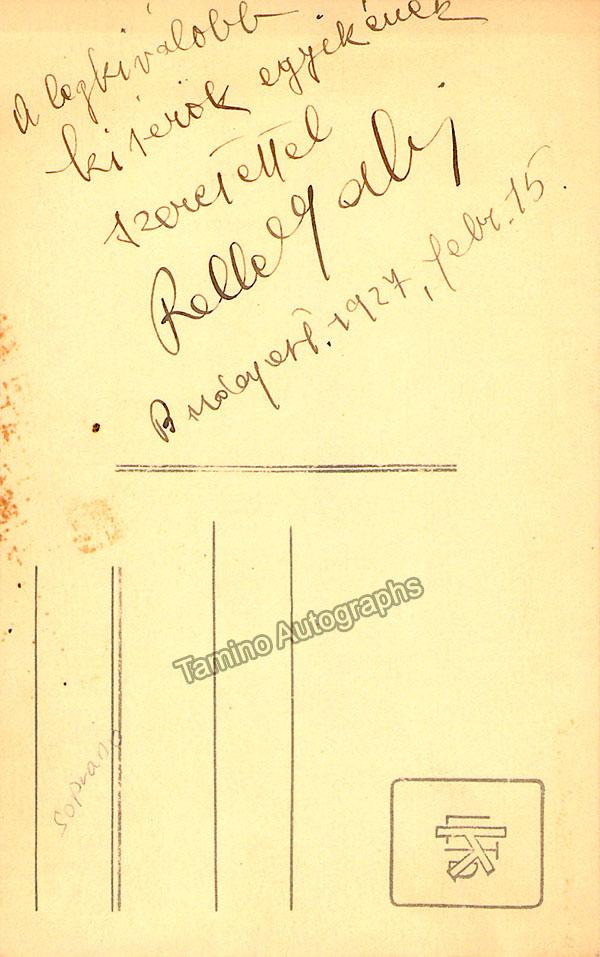 A legkiválóbb
kisérők egyikének
szeretettel
Relle Gabi
Budapest. 1927, febr. 15.
Tamino Autographs
Soprano